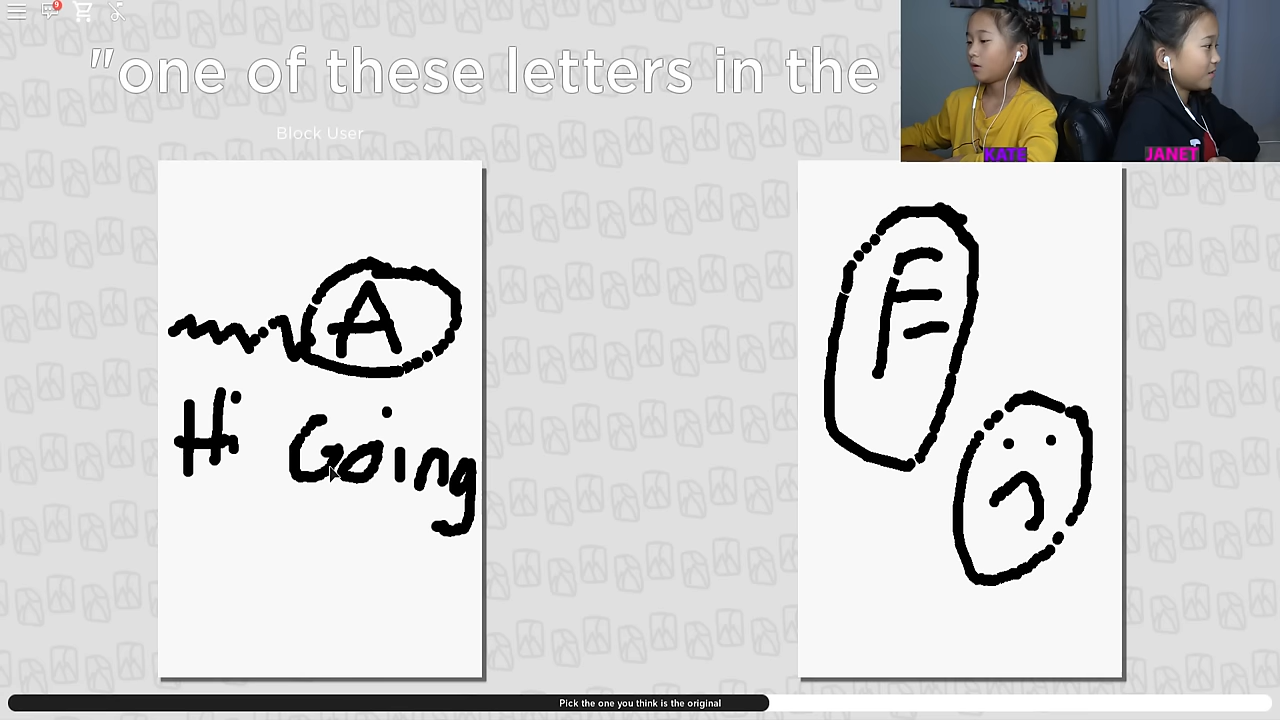 9
"one of these letters in the
Block User
KATE
JANET
A
Hi Going
F
Pick the one you think is the original